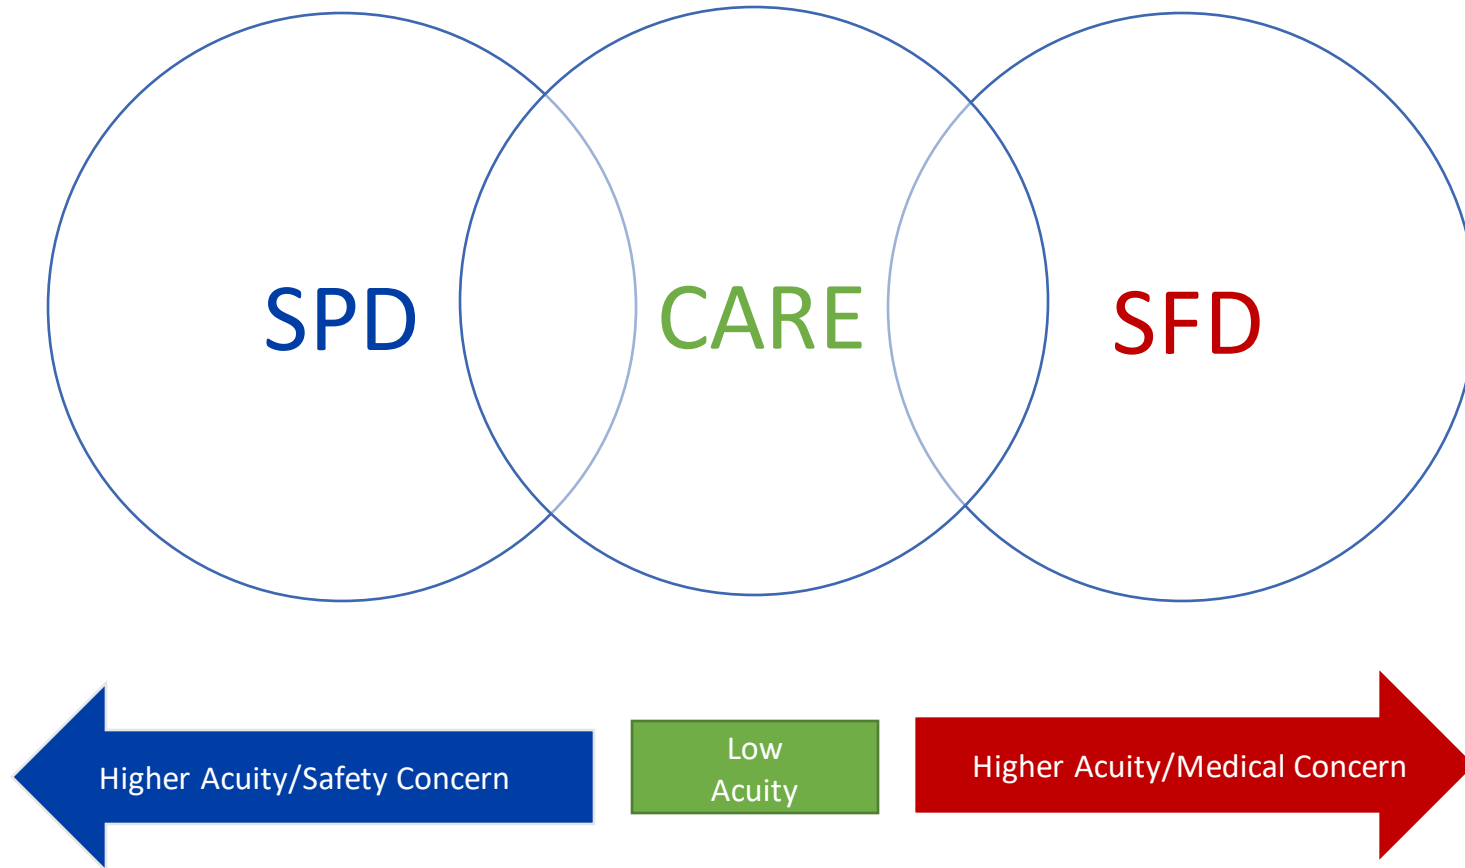 SPD
CARE
SFD
Higher Acuity/Safety Concern
Low
Acuity
Higher Acuity/Medical Concern